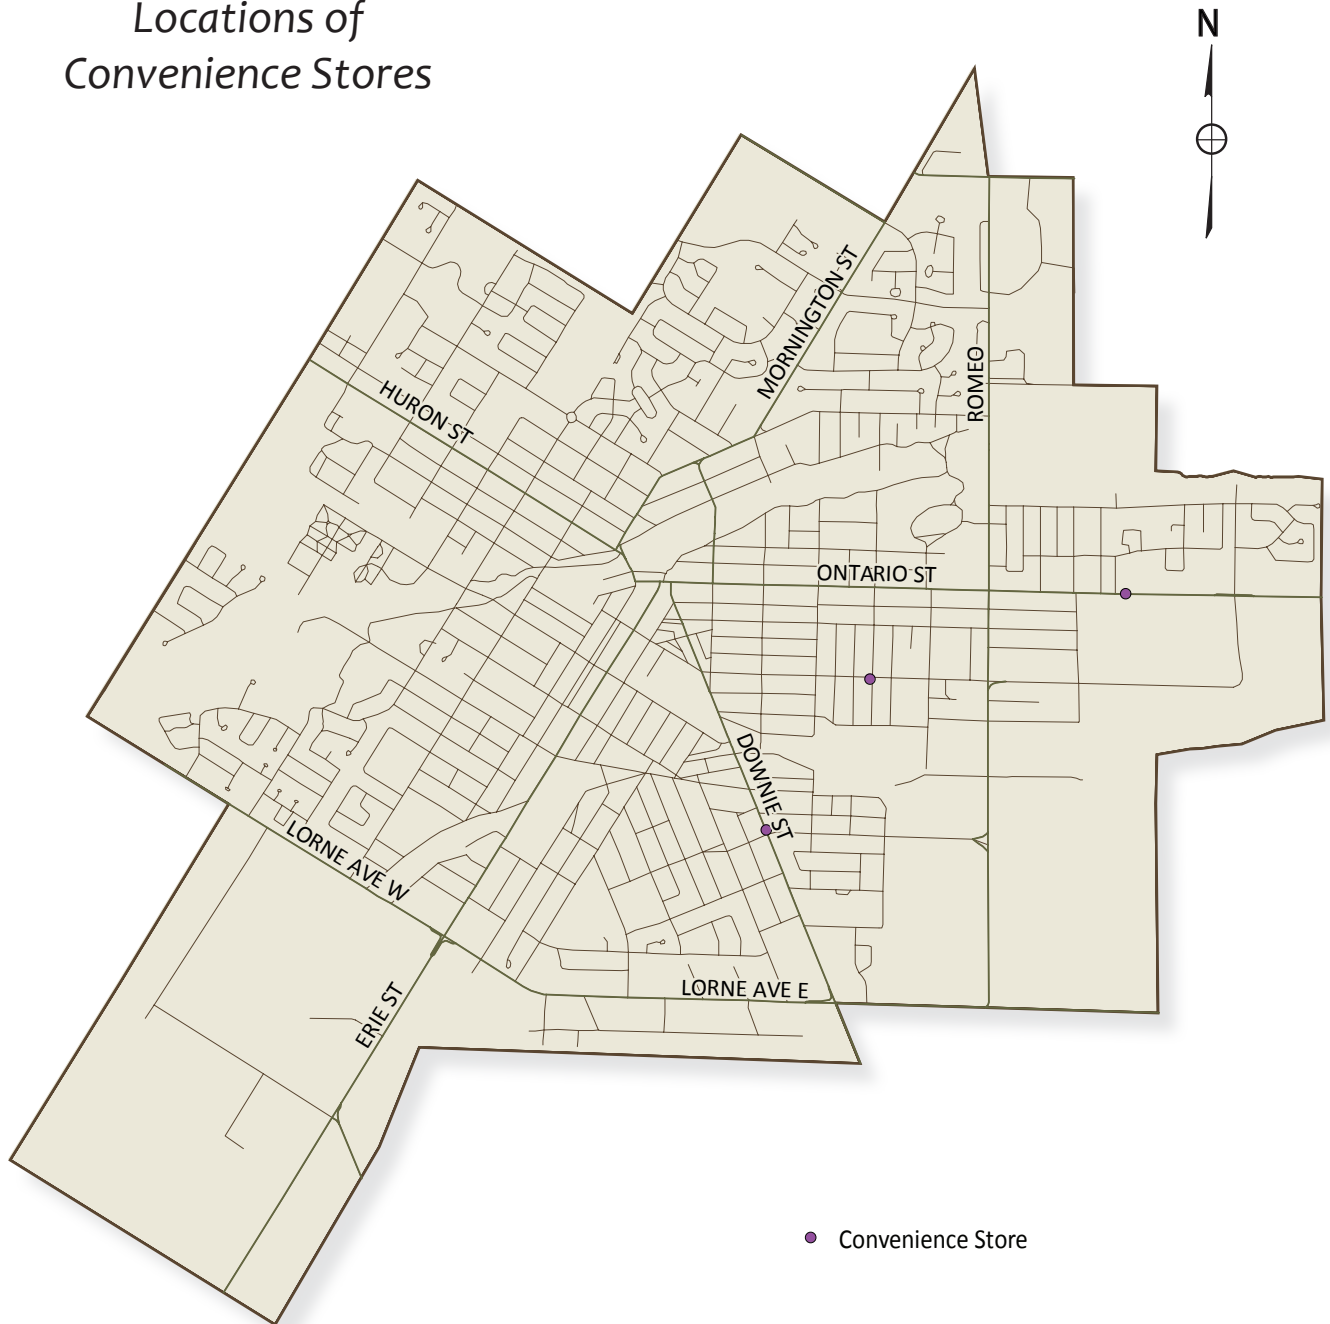 Locations of
Convenience Stores
N
MORNINGTON ST
ROMEO
HURON ST
ONTARIO ST
DOWNIE ST
LORNE AVE W
LORNE AVE E
ERIE ST
Convenience Store